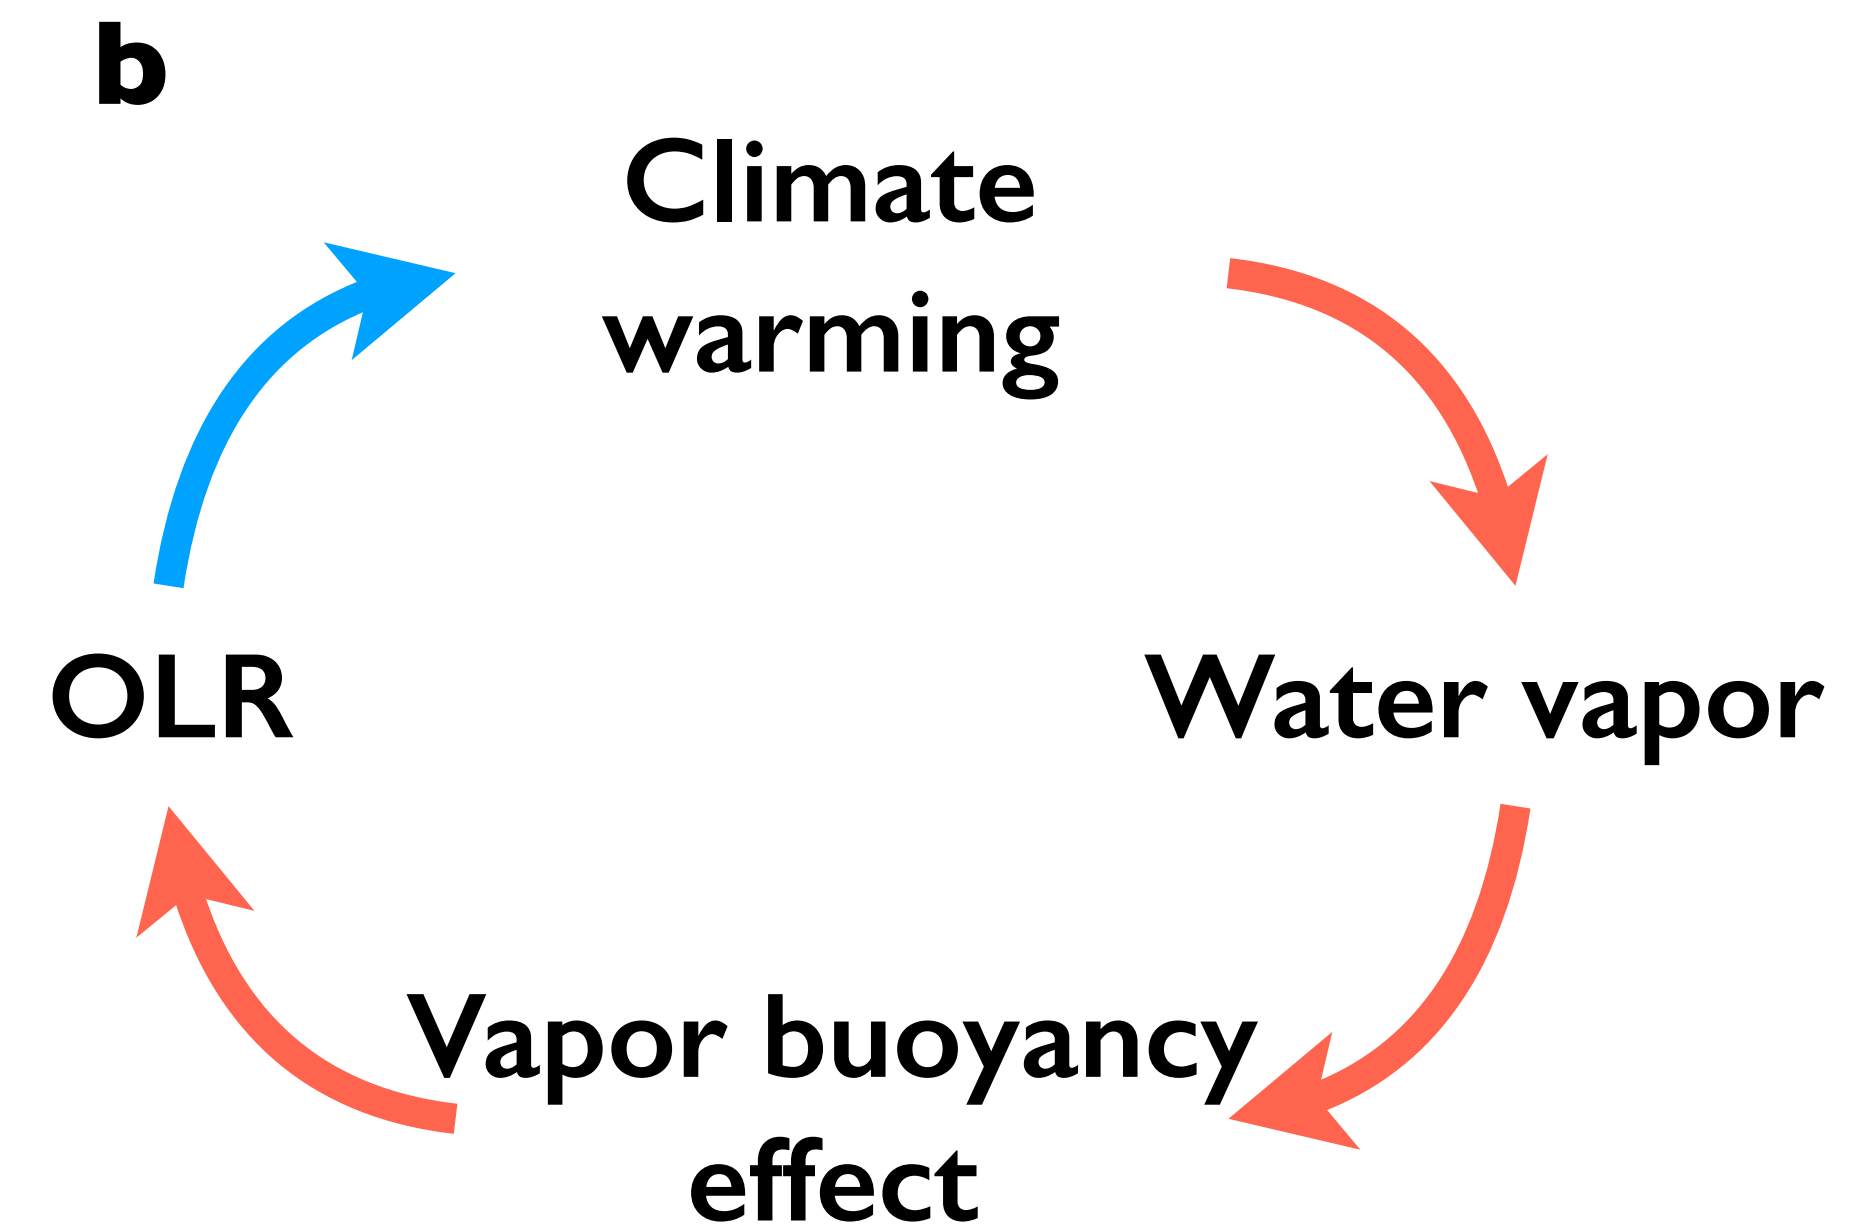 b
Climate
warming
OLR
Water vapor
Vapor buoyancy
effect